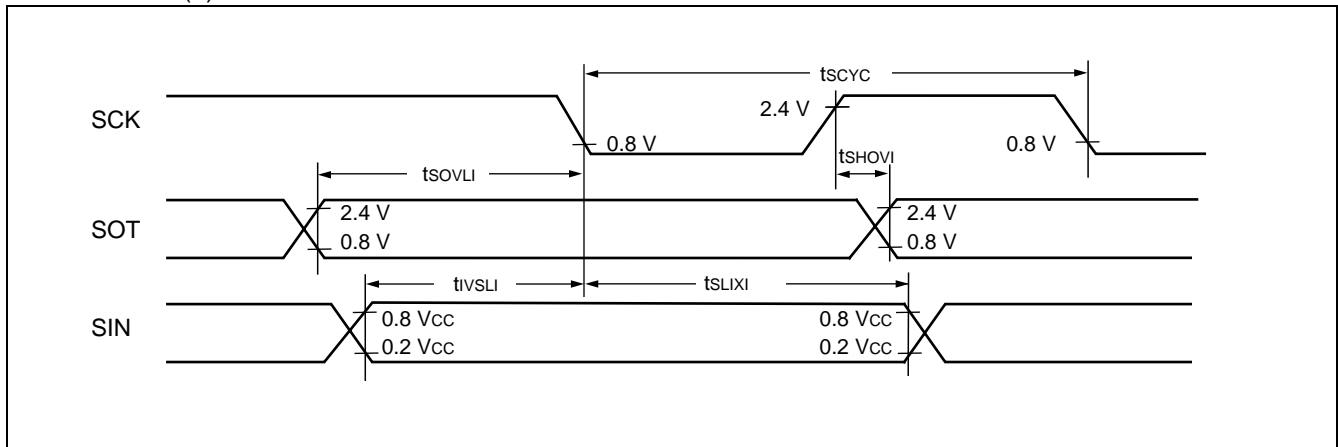 tSCYC
SCK
2.4 V
0.8 V
0.8 V
tSHOVI
tSOVLI
SOT
2.4 V
0.8 V
2.4 V
0.8 V
tIVSLI
tSLIXI
SIN
0.8 VCC
0.2 VCC
0.8 VCC
0.2 VCC